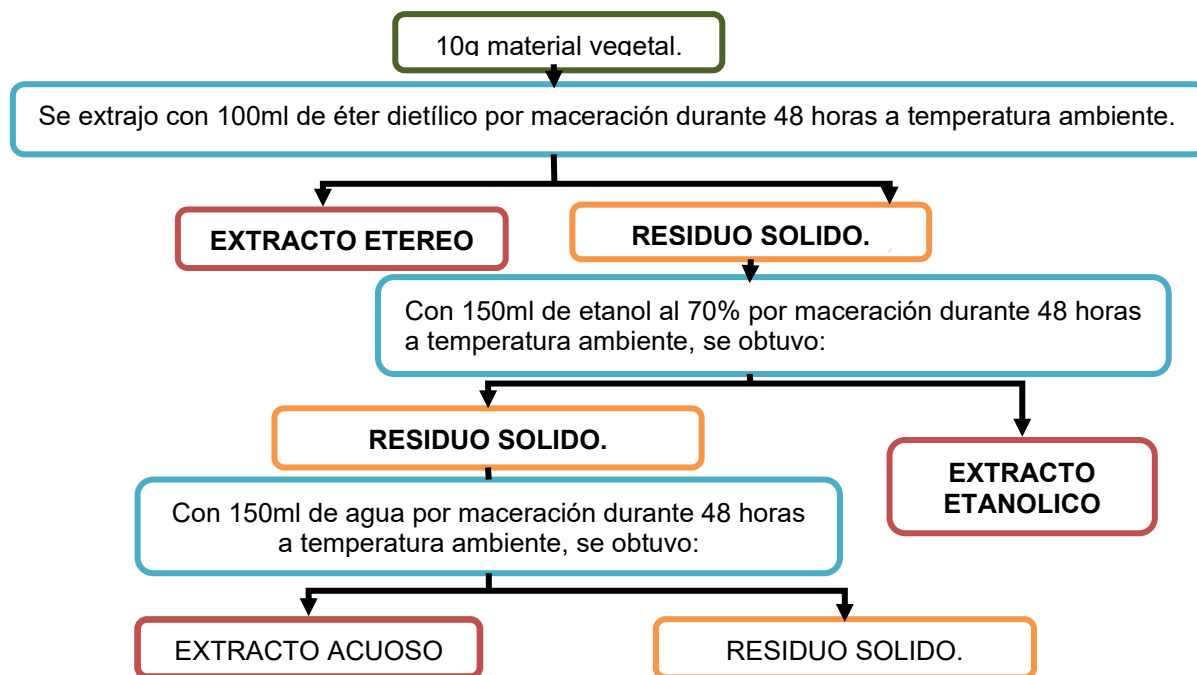 10g material vegetal.
Se extrajo con 100ml de éter dietílico por maceración durante 48 horas a temperatura ambiente.
EXTRACTO ETEREO
RESIDUO SOLIDO.
Con 150ml de etanol al 70% por maceración durante 48 horas
a temperatura ambiente, se obtuvo:
RESIDUO SOLIDO.
EXTRACTO
ETANOLICO
Con 150ml de agua por maceración durante 48 horas
a temperatura ambiente, se obtuvo:
EXTRACTO ACUOSO
RESIDUO SOLIDO.